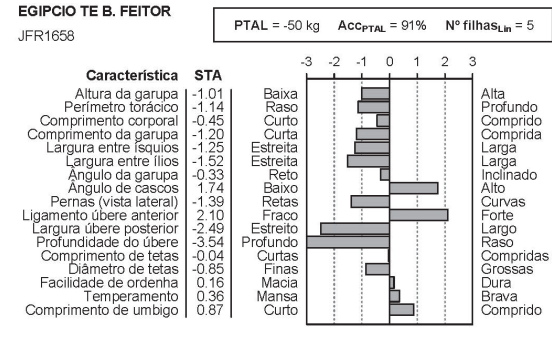 EGIPCIO TE B. FEITOR
JFR1658
PTAL = -50 kg AccPTAL = 91% Nº filhasLin = 5
Característica STA -3 -2 -1 0 1 2 3
Altura da garupa -1.01 Baixa Alta
Perímetro torácico -1.14 Raso Profundo
Comprimento corporal -0.45 Curto Comprido
Comprimento da garupa -1.20 Curta Comprida
Largura entre ísquios -1.25 Estreita Larga
Largura entre ílios -1.52 Estreita Larga
Ângulo da garupa -0.33 Reto Inclinado
Ângulo de cascos 1.74 Baixo Alto
Pernas (vista lateral) -1.39 Retas Curvas
Ligamento úbere anterior 2.10 Fraco Forte
Largura úbere posterior -2.49 Estreito Largo
Profundidade do úbere -3.54 Profundo Raso
Comprimento de tetas -0.04 Curtas Compridas
Diâmetro de tetas -0.85 Finas Grossas
Facilidade de ordenha 0.16 Macia Dura
Temperamento 0.36 Mansa Brava
Comprimento de umbigo 0.87 Curto Comprido